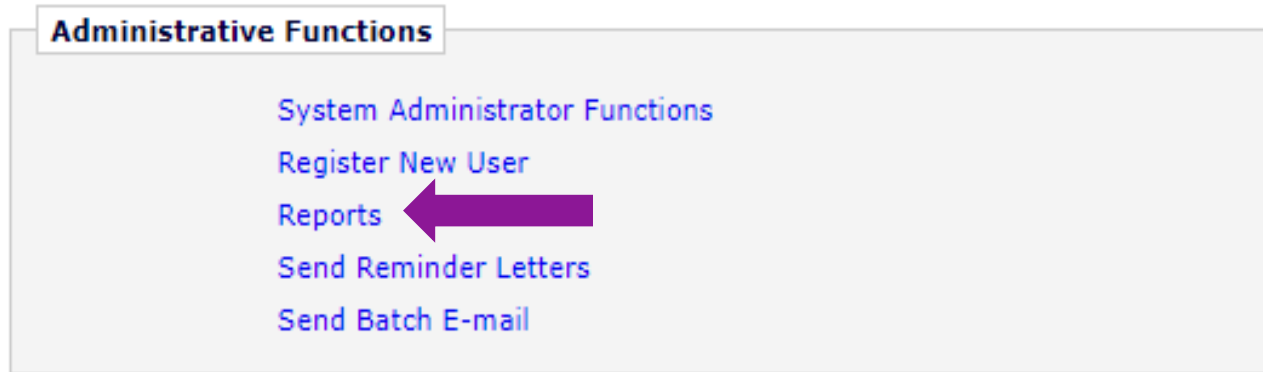 Administrative Functions
System Administrator Functions
Register New User
Reports
Send Reminder Letters
Send Batch E-mail